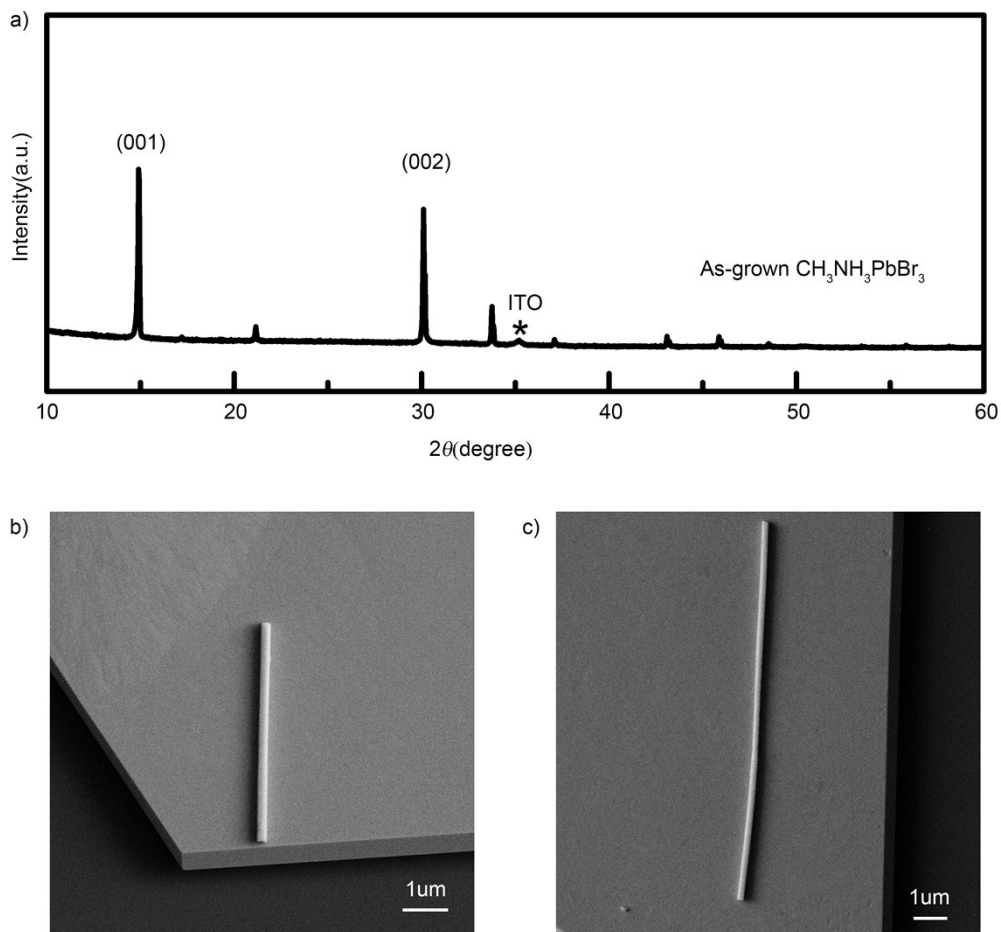 a)
Intensity(a.u.)
(001)
(002)
ITO
*
As-grown CH₃NH₃PbBr₃
10 20 30 40 50 60
2θ(degree)
b)
1um
c)
1um